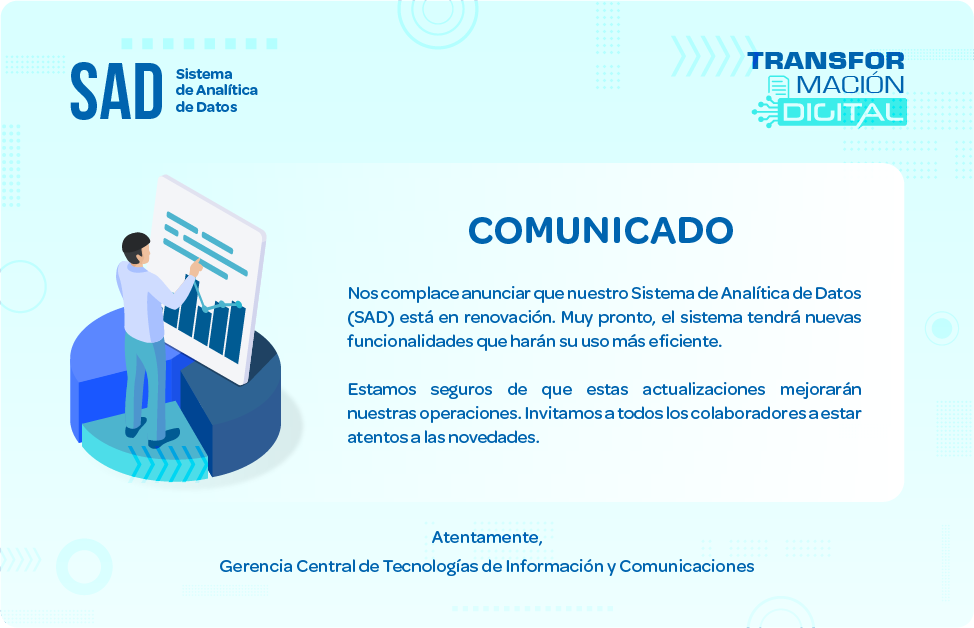 SAD
Sistema
de Analítica
de Datos
TRANSFOR
MACIÓN
DIGITAL
COMUNICADO
Nos complace anunciar que nuestro Sistema de Analítica de Datos
(SAD) está en renovación. Muy pronto, el sistema tendrá nuevas
funcionalidades que harán su uso más eficiente.
Estamos seguros de que estas actualizaciones mejorarán
nuestras operaciones. Invitamos a todos los colaboradores a estar
atentos a las novedades.
Atentamente,
Gerencia Central de Tecnologías de Información y Comunicaciones